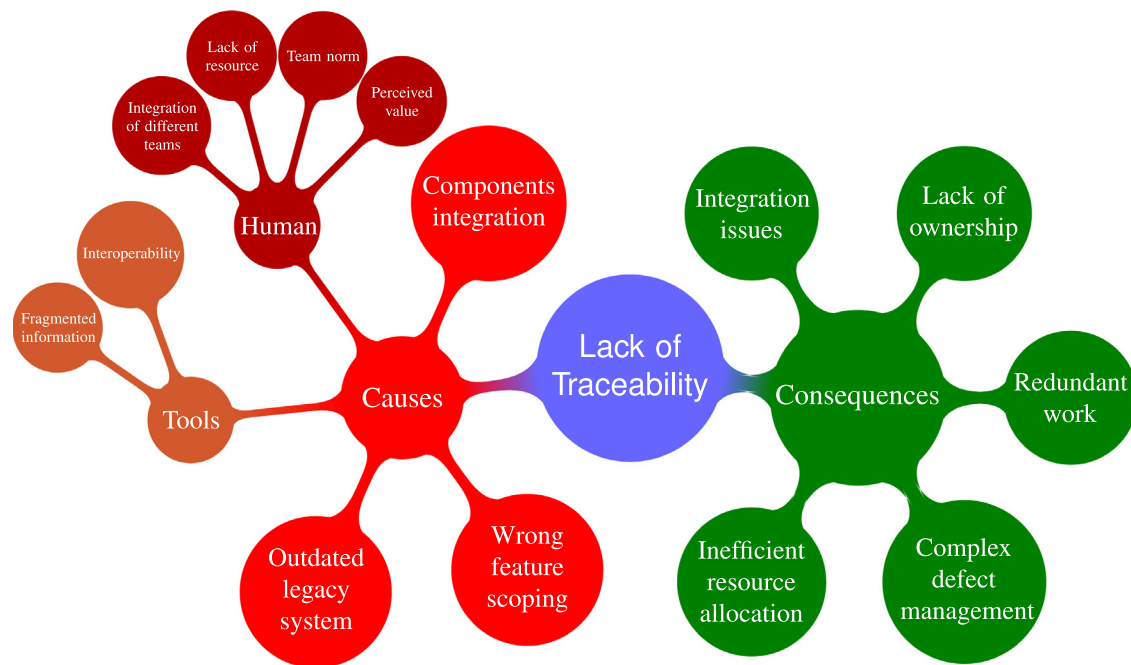 Lack of
resource
Team norm
Perceived
value
Integration
of different
teams
Human
Components
integration
Interoperability
Fragmented
information
Tools
Causes
Outdated
legacy
system
Wrong
feature
scoping
Lack of
Traceability
Integration
issues
Lack of
ownership
Consequences
Redundant
work
Inefficient
resource
allocation
Complex
defect
management